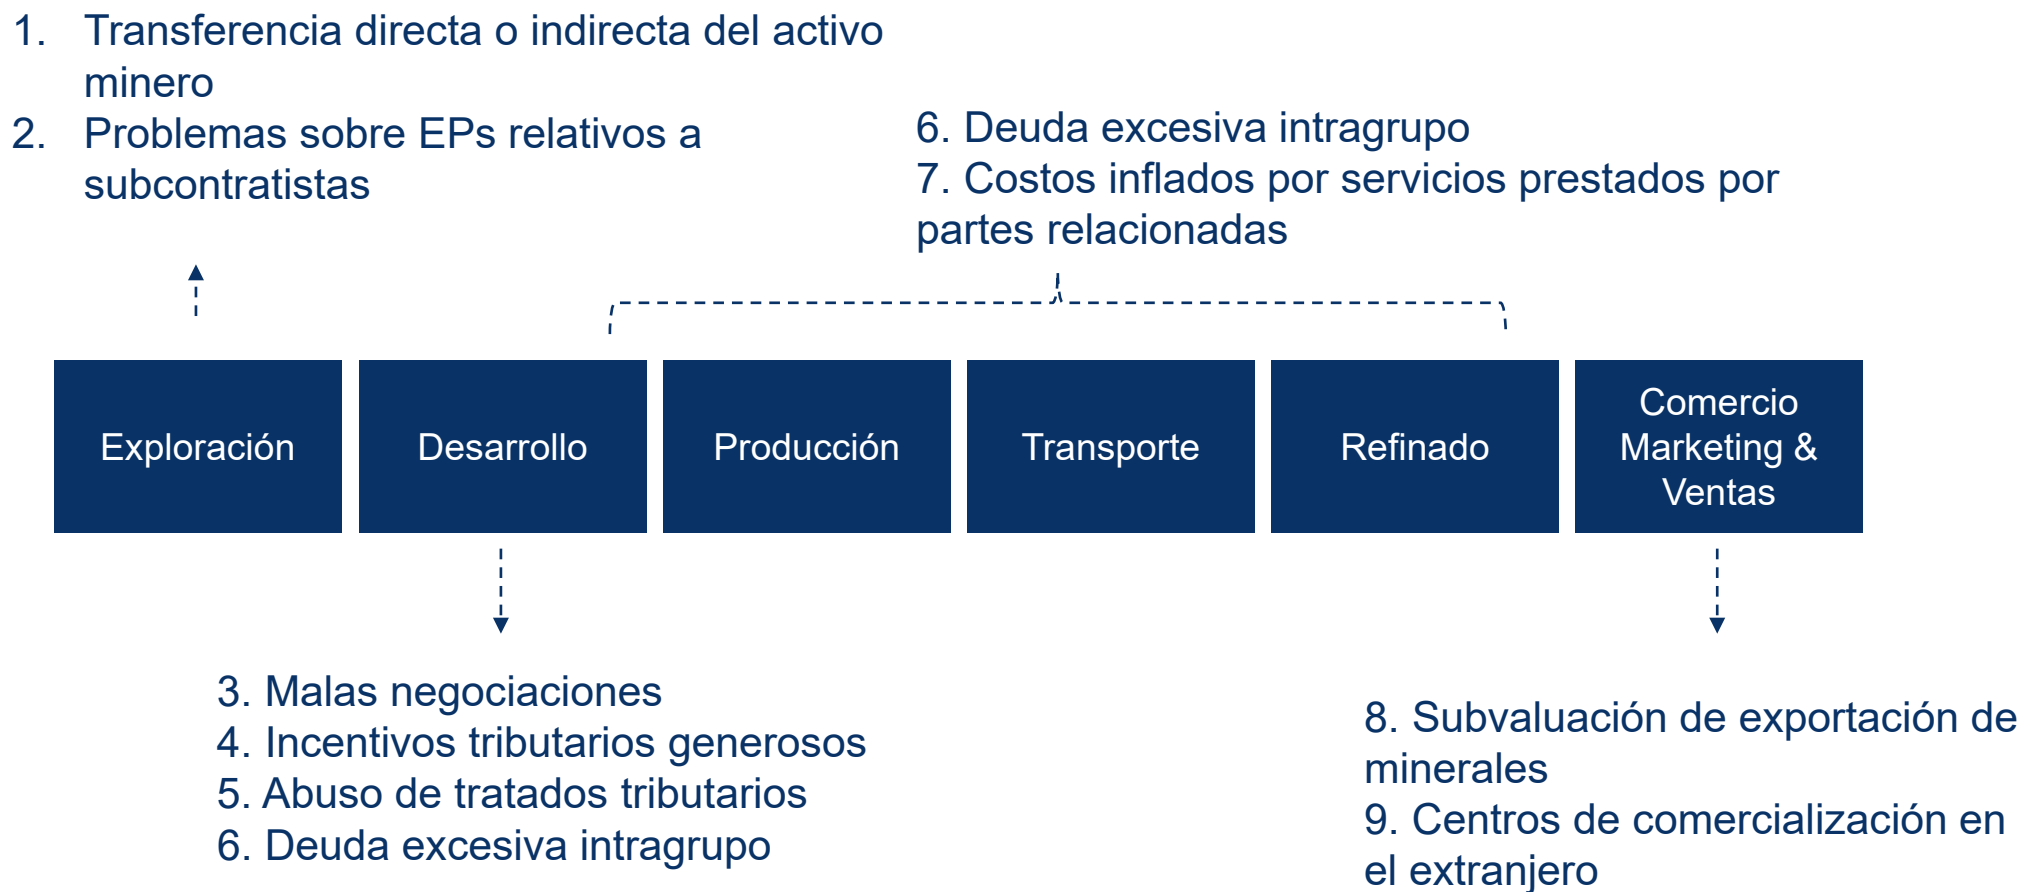 1. Transferencia directa o indirecta del activo
minero
2. Problemas sobre EPs relativos a
subcontratistas
6. Deuda excesiva intragrupo
7. Costos inflados por servicios prestados por
partes relacionadas
Exploración
Desarrollo
Producción
Transporte
Refinado
Comercio
Marketing &
Ventas
3. Malas negociaciones
4. Incentivos tributarios generosos
5. Abuso de tratados tributarios
6. Deuda excesiva intragrupo
8. Subvaluación de exportación de
minerales
9. Centros de comercialización en
el extranjero